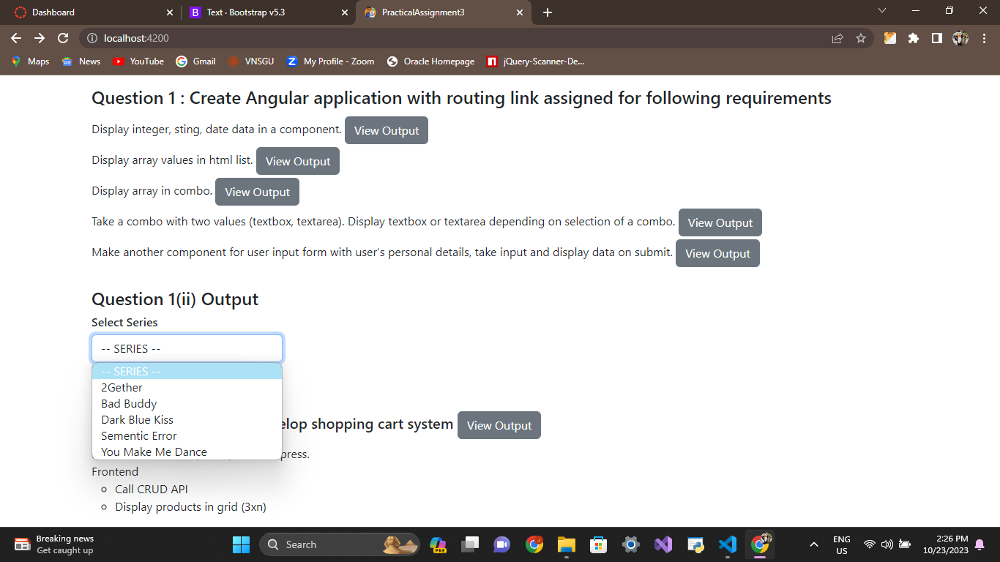 Dashboard
B Text · Bootstrap v5.3
PracticalAssignment3
localhost:4200
Maps
News
YouTube
Gmail
VNSGU
My Profile - Zoom
Oracle Homepage
jQuery-Scanner-De...
Question 1 : Create Angular application with routing link assigned for following requirements
Display integer, sting, date data in a component. View Output
Display array values in html list. View Output
Display array in combo. View Output
Take a combo with two values (textbox, textarea). Display textbox or textarea depending on selection of a combo. View Output
Make another component for user input form with user's personal details, take input and display data on submit. View Output
Question 1(ii) Output
Select Series
-- SERIES --
-- SERIES --
2Gether
Bad Buddy
Dark Blue Kiss
Sementic Error
You Make Me Dance
elop shopping cart system View Output
press.
Frontend
Call CRUD API
Display products in grid (3xn)
Breaking news
Get caught up
Search
PRE
ENG
US
2:26 PM
10/23/2023